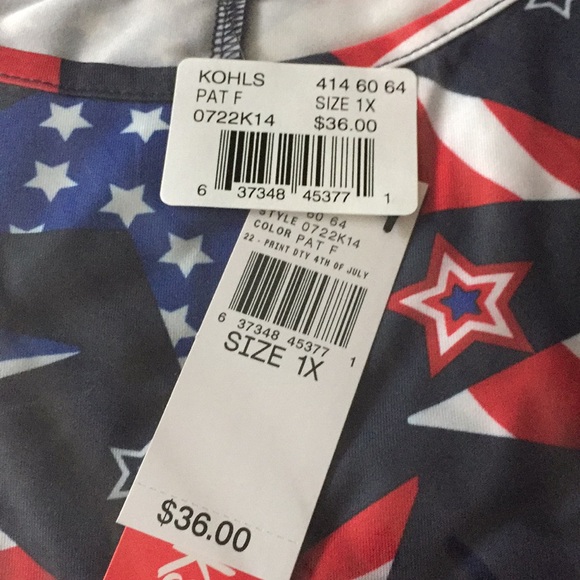 KOHLS 414 60 64
PAT F SIZE 1X
0722K14 $36.00
6 37348 45377 1
60 64
STYLE 0722K14
COLOR PAT F
22 - PRINT DTY 4TH OF JULY
6 37348 45377 1
SIZE 1X
$36.00